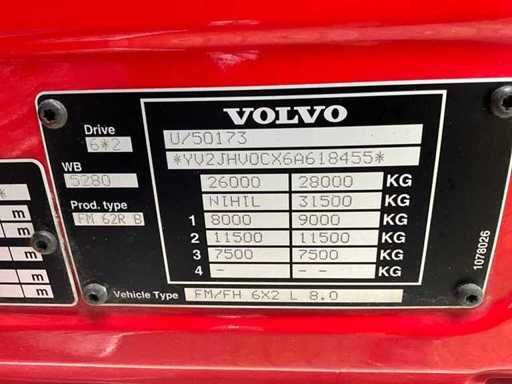 VOLVO
Drive
6*2
U/50173
*YV2JHV0CX6A618455*
WB
5280
26000 28000 KG
NIHIL 31500 KG
Prod. type
FM 62R B
1 8000 9000 KG
2 11500 11500 KG
3 7500 7500 KG
4 -- -- KG
Vehicle Type FM/FH 6X2 L 8.0
1078026
*
m
m
m
m
m